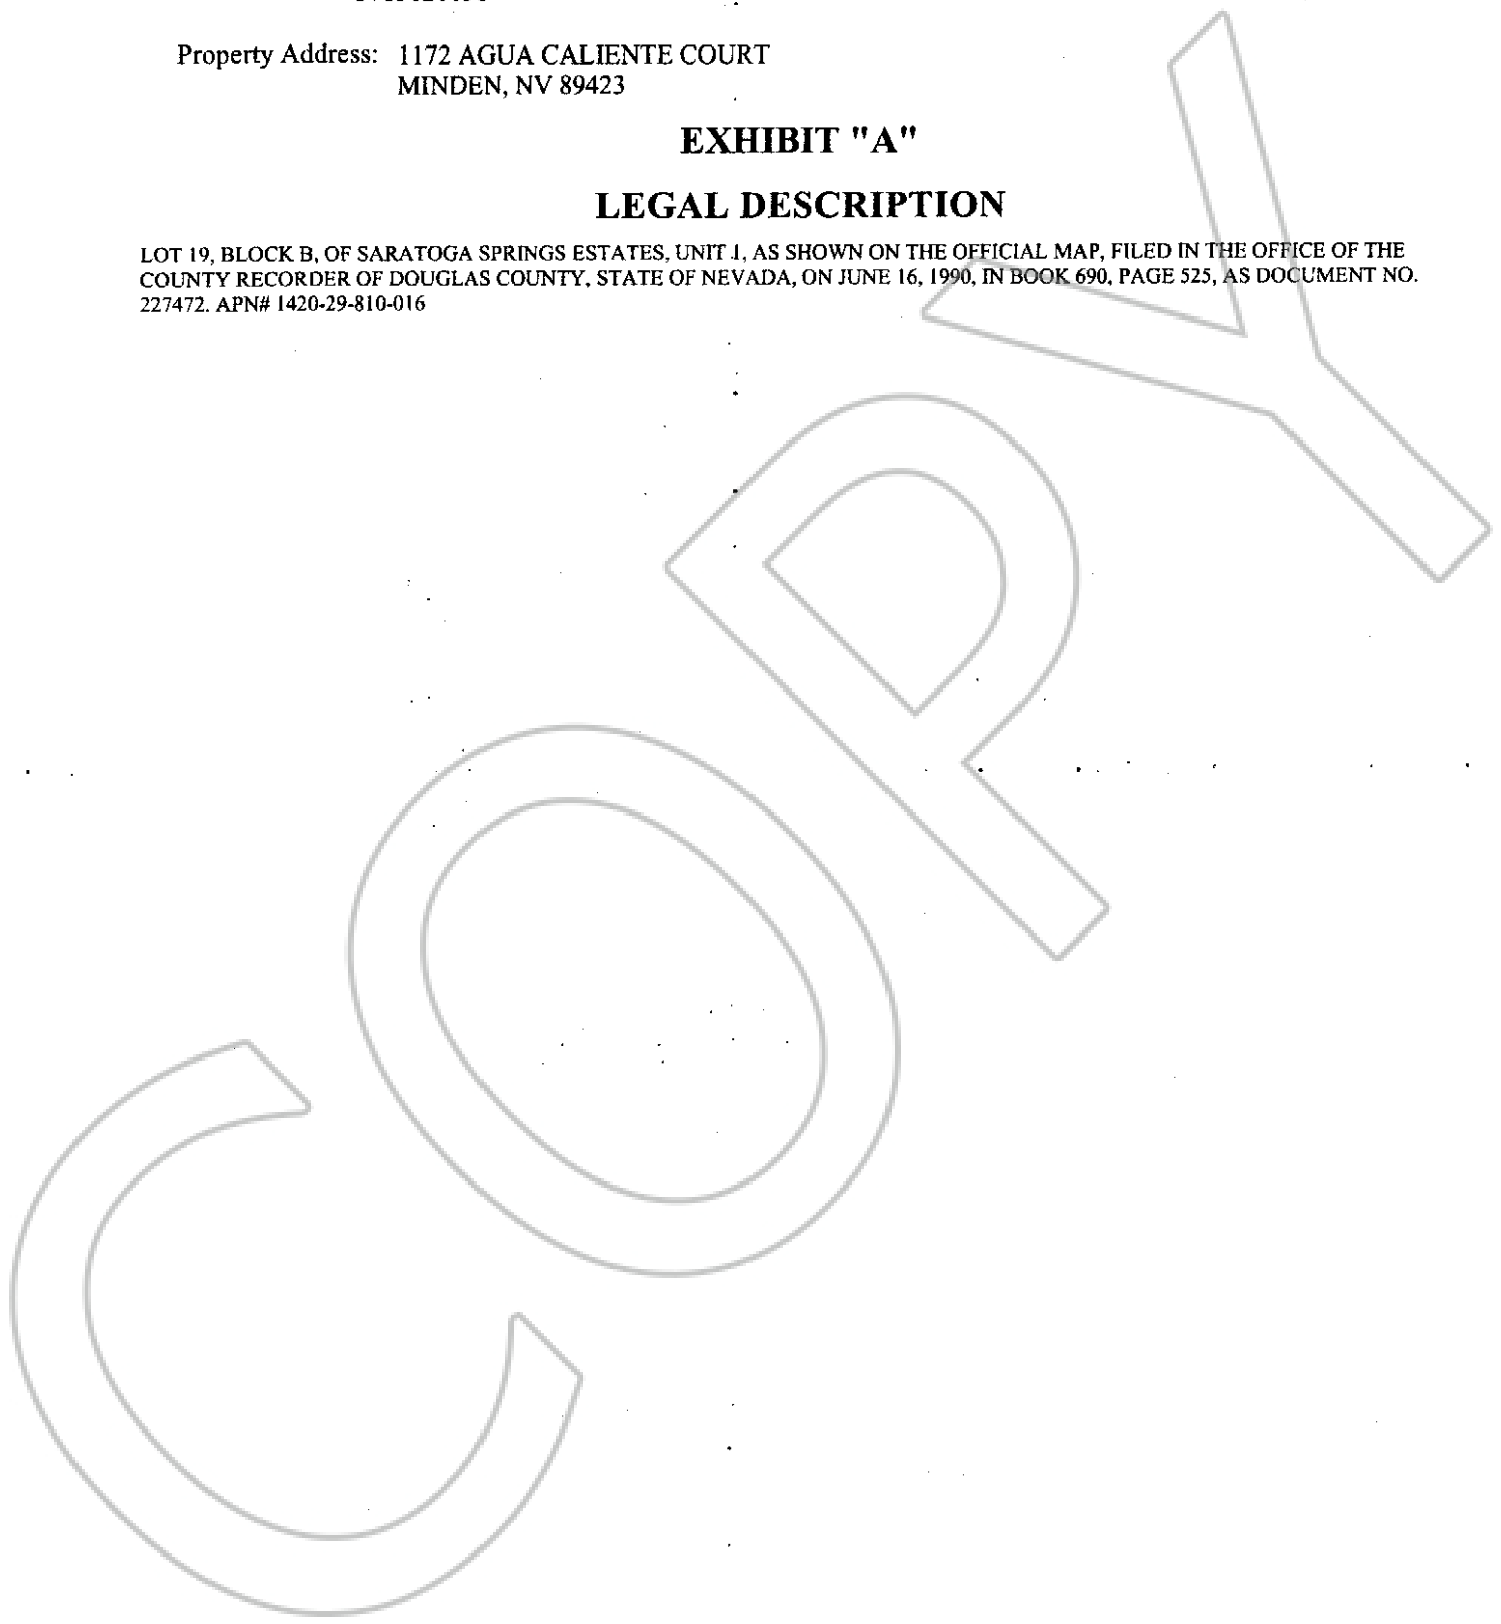 Property Address: 1172 AGUA CALIENTE COURT
MINDEN, NV 89423
EXHIBIT "A"
LEGAL DESCRIPTION
LOT 19, BLOCK B, OF SARATOGA SPRINGS ESTATES, UNIT 1, AS SHOWN ON THE OFFICIAL MAP, FILED IN THE OFFICE OF THE
COUNTY RECORDER OF DOUGLAS COUNTY, STATE OF NEVADA, ON JUNE 16, 1990, IN BOOK 690, PAGE 525, AS DOCUMENT NO.
227472. APN# 1420-29-810-016
COPY